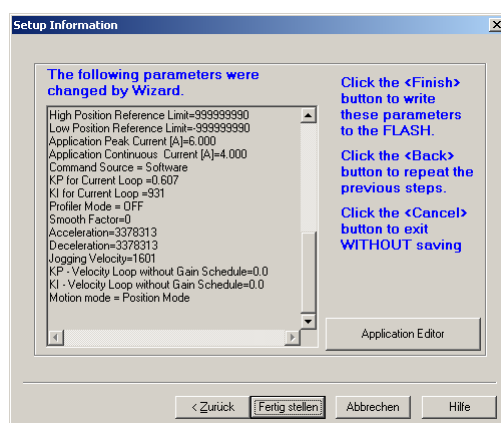 Setup Information
The following parameters were
changed by Wizard.
High Position Reference Limit=999999990
Low Position Reference Limit=-999999990
Application Peak Current [A]=6.000
Application Continuous  Current [A]=4.000
Command Source = Software
KP for Current Loop =0.607
KI for Current Loop =931
Profiler Mode = OFF
Smooth Factor=0
Acceleration=3378313
Deceleration=3378313
Jogging Velocity=1601
KP - Velocity Loop without Gain Schedule=0.0
KI - Velocity Loop without Gain Schedule=0.0
Motion mode = Position Mode
Click the <Finish>
button to write
these parameters
to the FLASH.
Click the <Back>
button to repeat the
previous steps.
Click the <Cancel>
button to exit
WITHOUT saving
Application Editor
< Zurück
Fertig stellen
Abbrechen
Hilfe